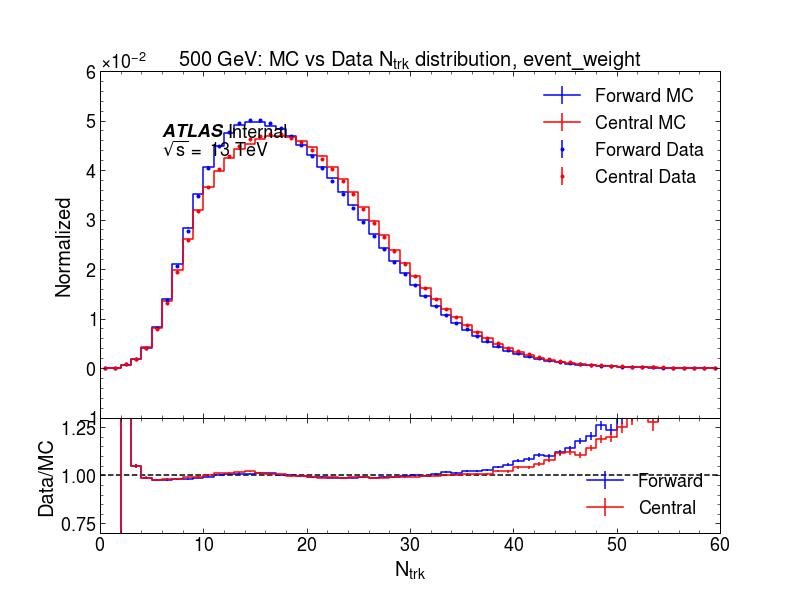 ×10⁻² 500 GeV: MC vs Data N_trk distribution, event_weight
6
5
4
3
2
1
0
−1
Normalized
ATLAS Internal
√s = 13 TeV
Forward MC
Central MC
Forward Data
Central Data
1.25
1.00
0.75
Data/MC
Forward
Central
0 10 20 30 40 50 60
N_trk